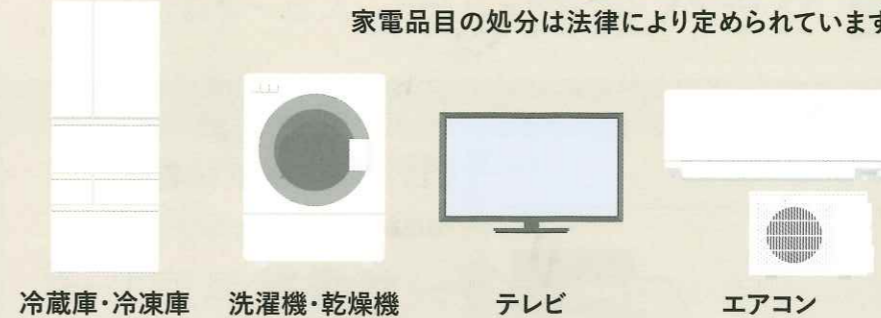 家電品目の処分は法律により定められています
冷蔵庫・冷凍庫
洗濯機・乾燥機
テレビ
エアコン